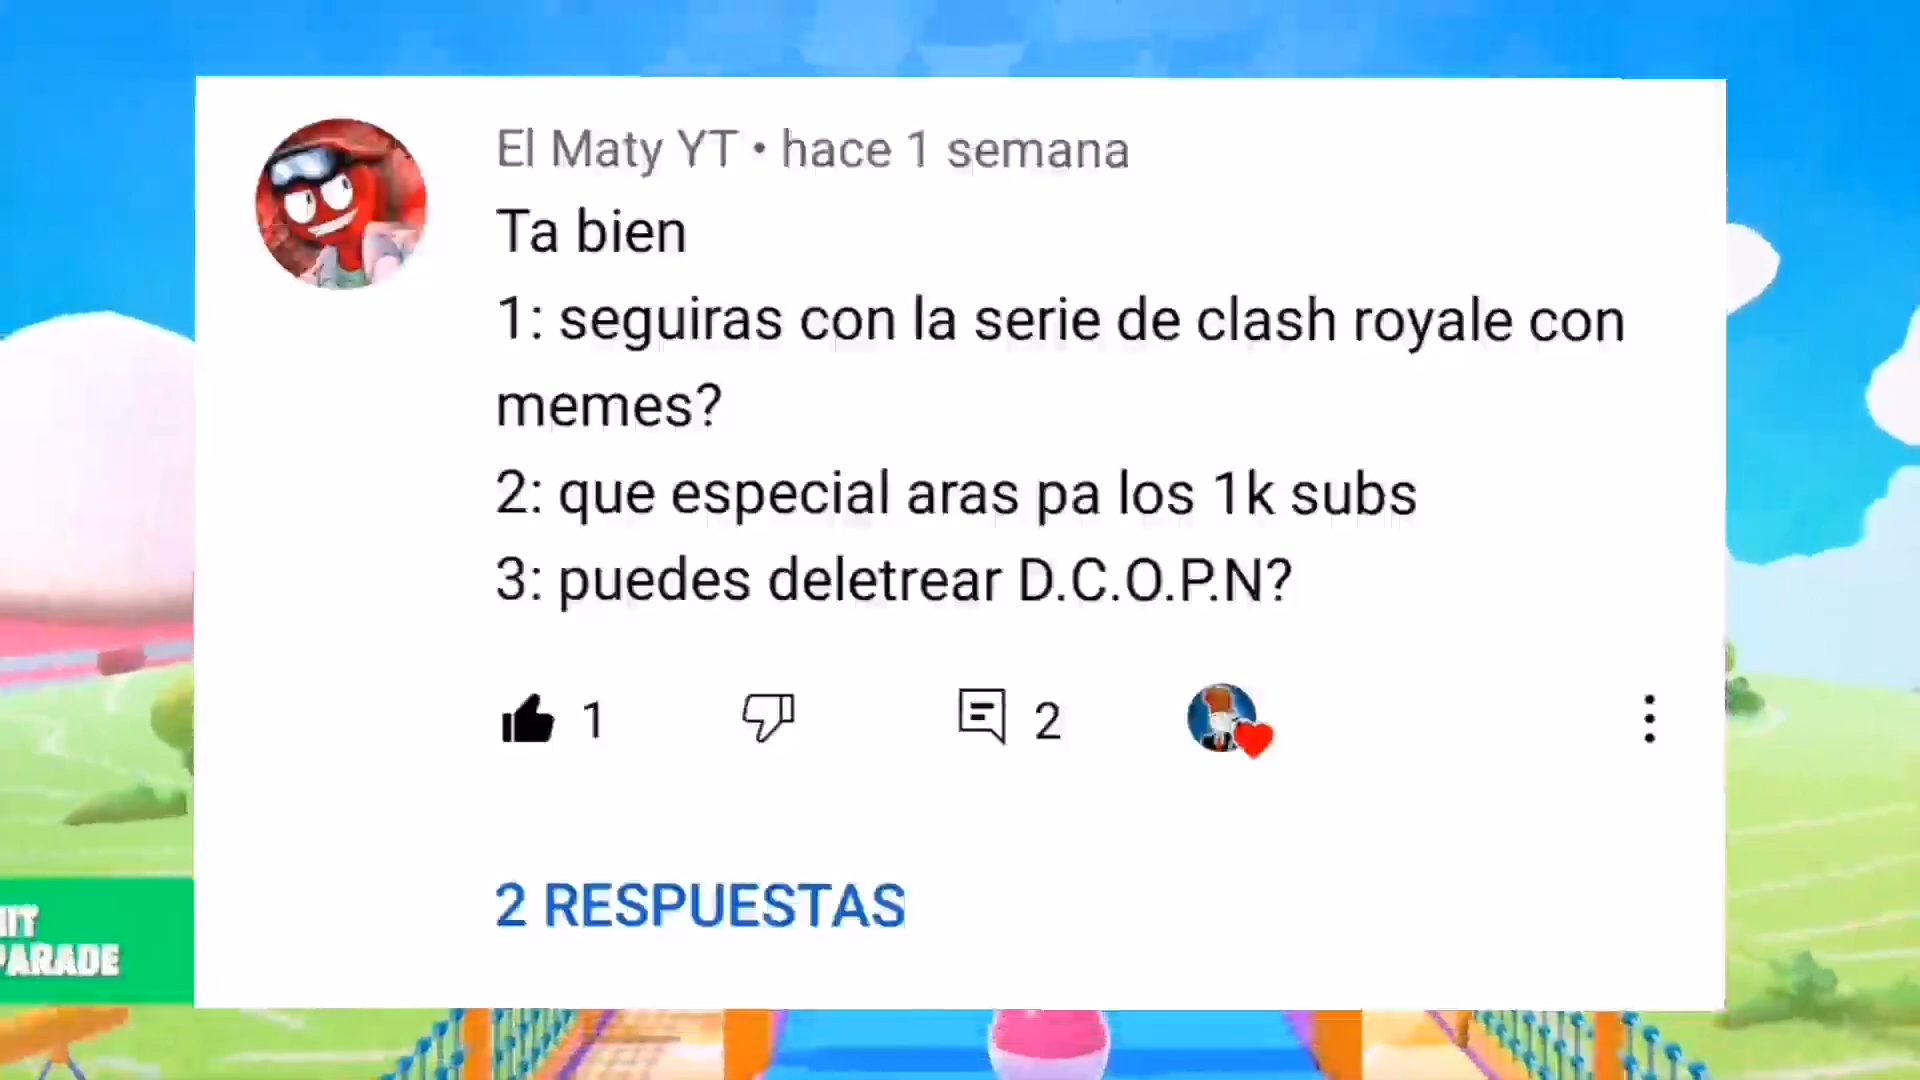 El Maty YT • hace 1 semana
Ta bien
1: seguiras con la serie de clash royale con
memes?
2: que especial aras pa los 1k subs
3: puedes deletrear D.C.O.P.N?
1
2
2 RESPUESTAS
PARADE